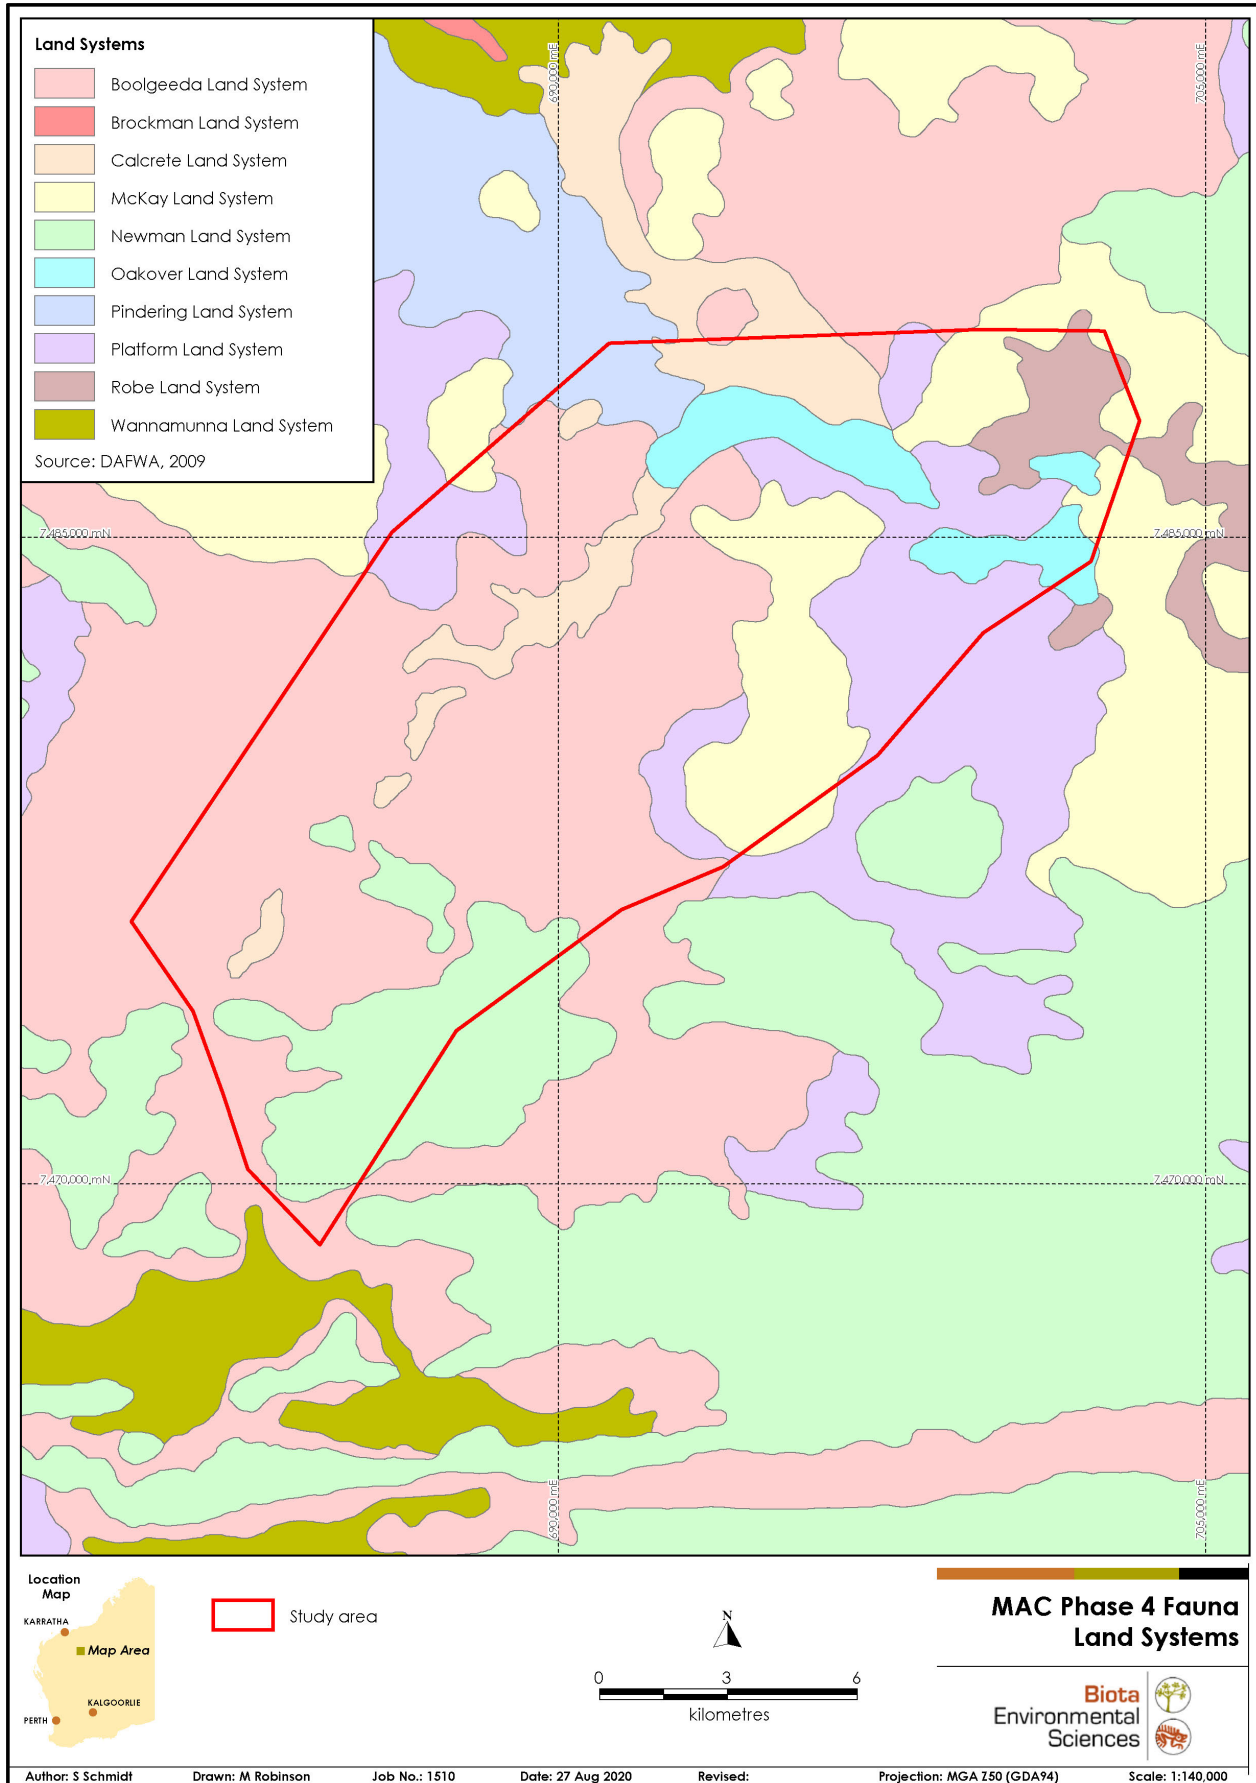 Land Systems
Boolgeeda Land System
Brockman Land System
Calcrete Land System
McKay Land System
Newman Land System
Oakover Land System
Pindering Land System
Platform Land System
Robe Land System
Wannamunna Land System
Source: DAFWA, 2009
690,000 mE
705,000 mE
7,485,000 mN
7,485,000 mN
7,470,000 mN
7,470,000 mN
690,000 mE
705,000 mE
Location
Map
KARRATHA
Map Area
KALGOORLIE
PERTH
Study area
N
0 3 6
kilometres
MAC Phase 4 Fauna
Land Systems
Biota
Environmental
Sciences
Author: S Schmidt Drawn: M Robinson Job No.: 1510 Date: 27 Aug 2020 Revised: Projection: MGA Z50 (GDA94) Scale: 1:140,000